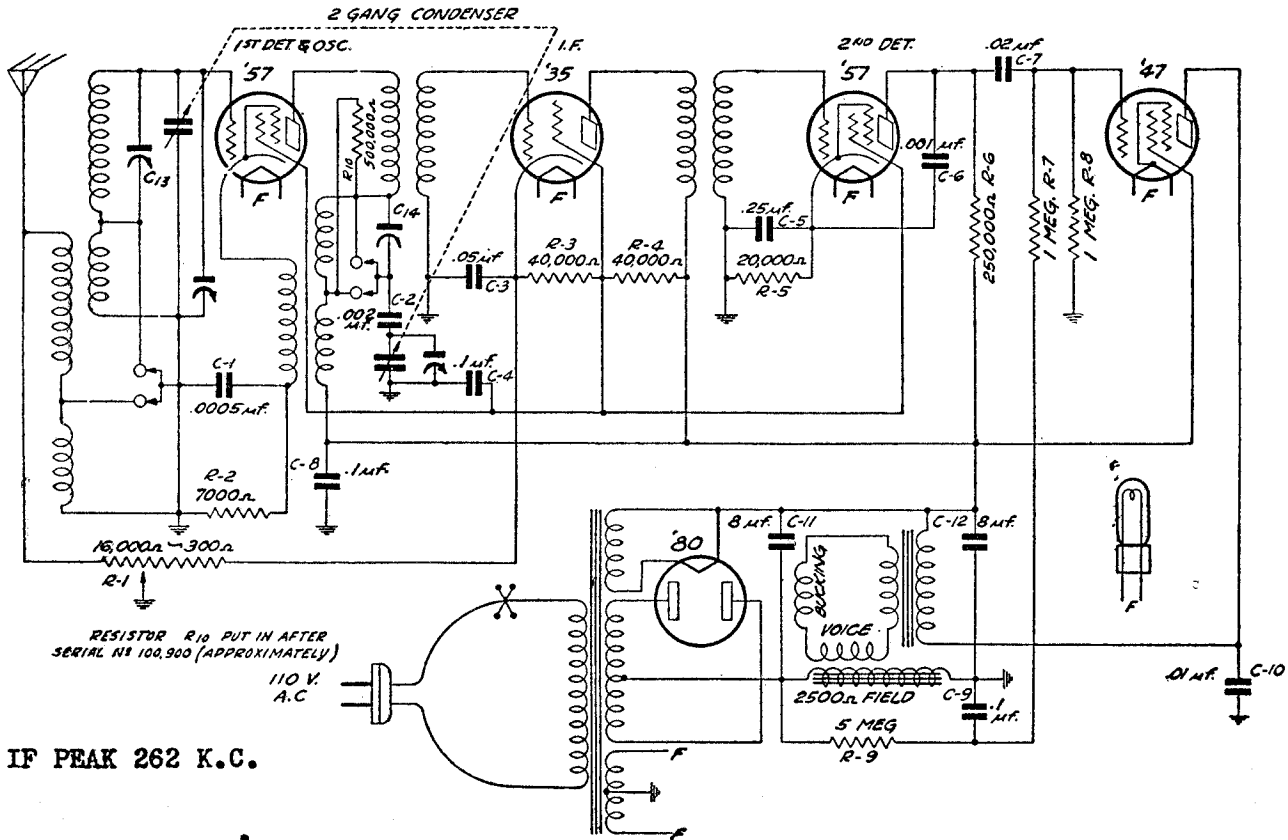 2 GANG CONDENSER
1ST DET. & OSC.
'57
I.F.
'35
2ND DET.
'57
.02 µf.
C-7
'47
C13
F
R10
500,000Ω
F
F
.001 µf.
C-6
F
C14
.25 µf.
C-5
250,000Ω R-6
1 MEG. R-7
1 MEG. R-8
.05 µf
C-3
R-3
40,000Ω
R-4
40,000Ω
20,000Ω
R-5
C-2
.002
µf.
.1 µf.
C-4
C-1
.0005 µf.
C-8
.1 µf.
R-2
7000Ω
16,000Ω ~ 300Ω
R-1
'80
8 µf.
C-11
C-12
8 µf.
BUCKING
VOICE
F
RESISTOR R10 PUT IN AFTER
SERIAL Nº 100,900 (APPROXIMATELY)
110 V.
A.C
2500Ω FIELD
C-9
.1
µf.
.01 µf.
C-10
5 MEG
R-9
F
F
IF PEAK 262 K.C.